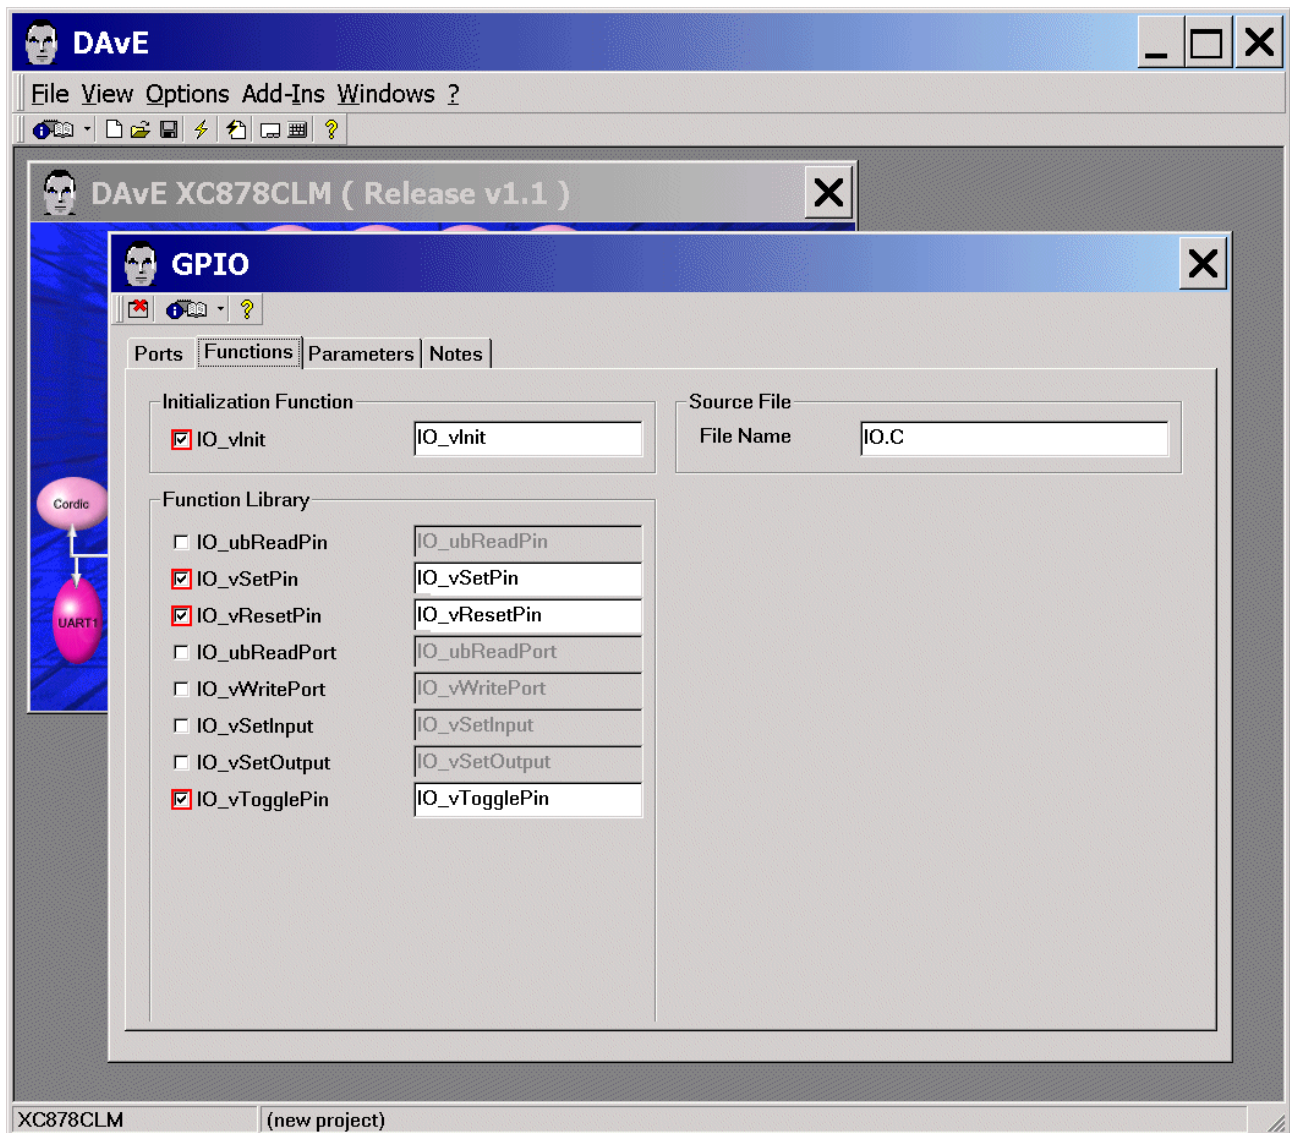 DAvE
File View Options Add-Ins Windows ?
DAvE XC878CLM ( Release v1.1 )
GPIO
Ports Functions Parameters Notes
Initialization Function
IO_vInit IO_vInit
Source File
File Name IO.C
Cordic
UART1
Function Library
IO_ubReadPin IO_ubReadPin
IO_vSetPin IO_vSetPin
IO_vResetPin IO_vResetPin
IO_ubReadPort IO_ubReadPort
IO_vWritePort IO_vWritePort
IO_vSetInput IO_vSetInput
IO_vSetOutput IO_vSetOutput
IO_vTogglePin IO_vTogglePin
XC878CLM (new project)